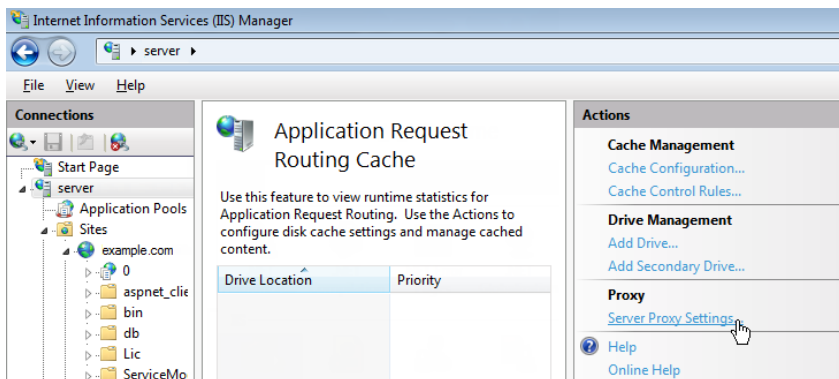 Internet Information Services (IIS) Manager
server
File View Help
Connections
Start Page
server
Application Pools
Sites
example.com
0
aspnet_clie
bin
db
Lic
ServiceMo
Application Request
Routing Cache
Use this feature to view runtime statistics for
Application Request Routing. Use the Actions to
configure disk cache settings and manage cached
content.
Drive Location Priority
Actions
Cache Management
Cache Configuration...
Cache Control Rules...
Drive Management
Add Drive...
Add Secondary Drive...
Proxy
Server Proxy Settings...
Help
Online Help